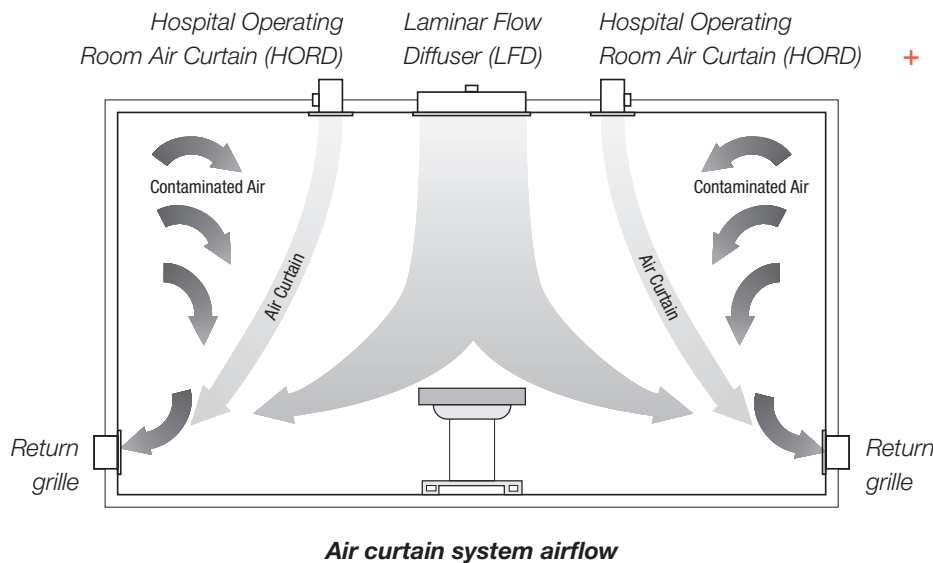 Hospital Operating
Room Air Curtain (HORD)
Laminar Flow
Diffuser (LFD)
Hospital Operating
Room Air Curtain (HORD)
+
Contaminated Air
Contaminated Air
Air Curtain
Air Curtain
Return
grille
Return
grille
Air curtain system airflow